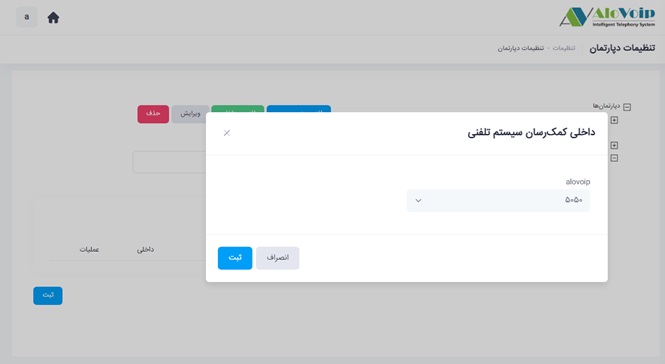 AloVoip
Intelligent Telephony System
a
تنظیمات دپارتمان
تنظیمات - تنظیمات دپارتمان
دپارتمان‌ها
ویرایش
حذف
داخلی کمک‌رسان سیستم تلفنی
alovoip
۵۰۵۰
ثبت
انصراف
داخلی
عملیات
ثبت